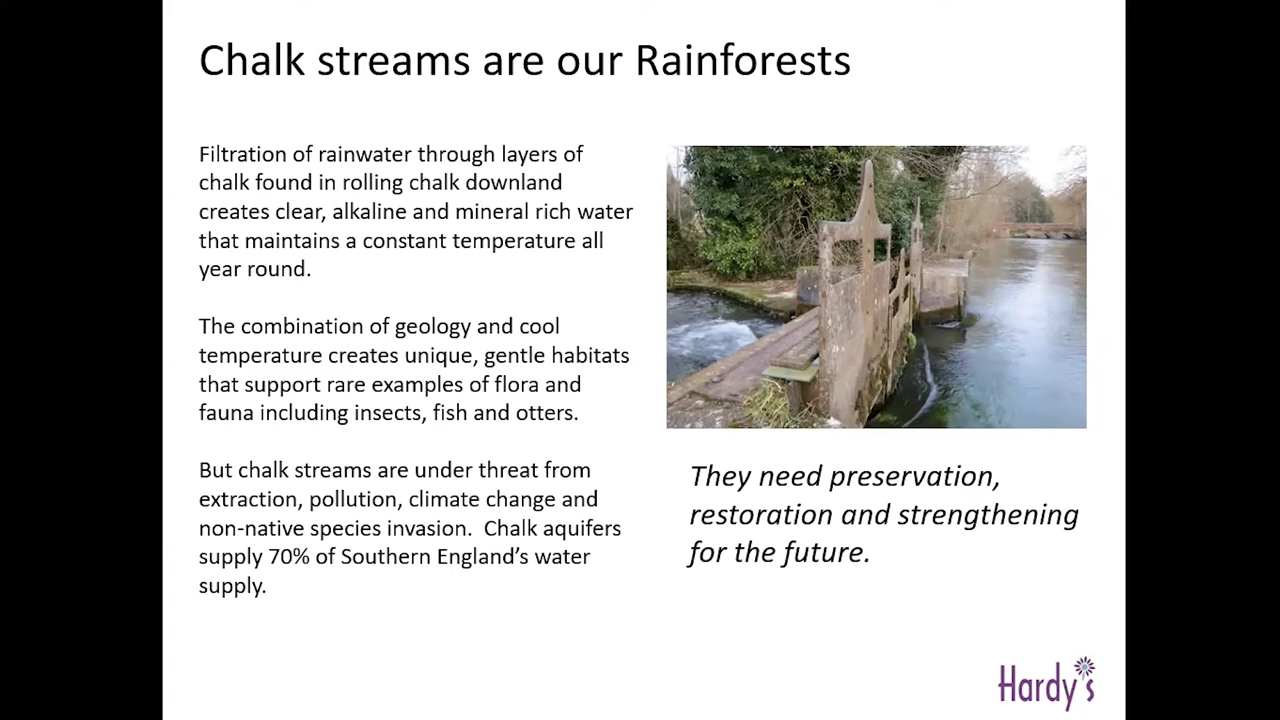 Chalk streams are our Rainforests
Filtration of rainwater through layers of
chalk found in rolling chalk downland
creates clear, alkaline and mineral rich water
that maintains a constant temperature all
year round.
The combination of geology and cool
temperature creates unique, gentle habitats
that support rare examples of flora and
fauna including insects, fish and otters.
But chalk streams are under threat from
extraction, pollution, climate change and
non-native species invasion.  Chalk aquifers
supply 70% of Southern England’s water
supply.
They need preservation,
restoration and strengthening
for the future.
Hardy's